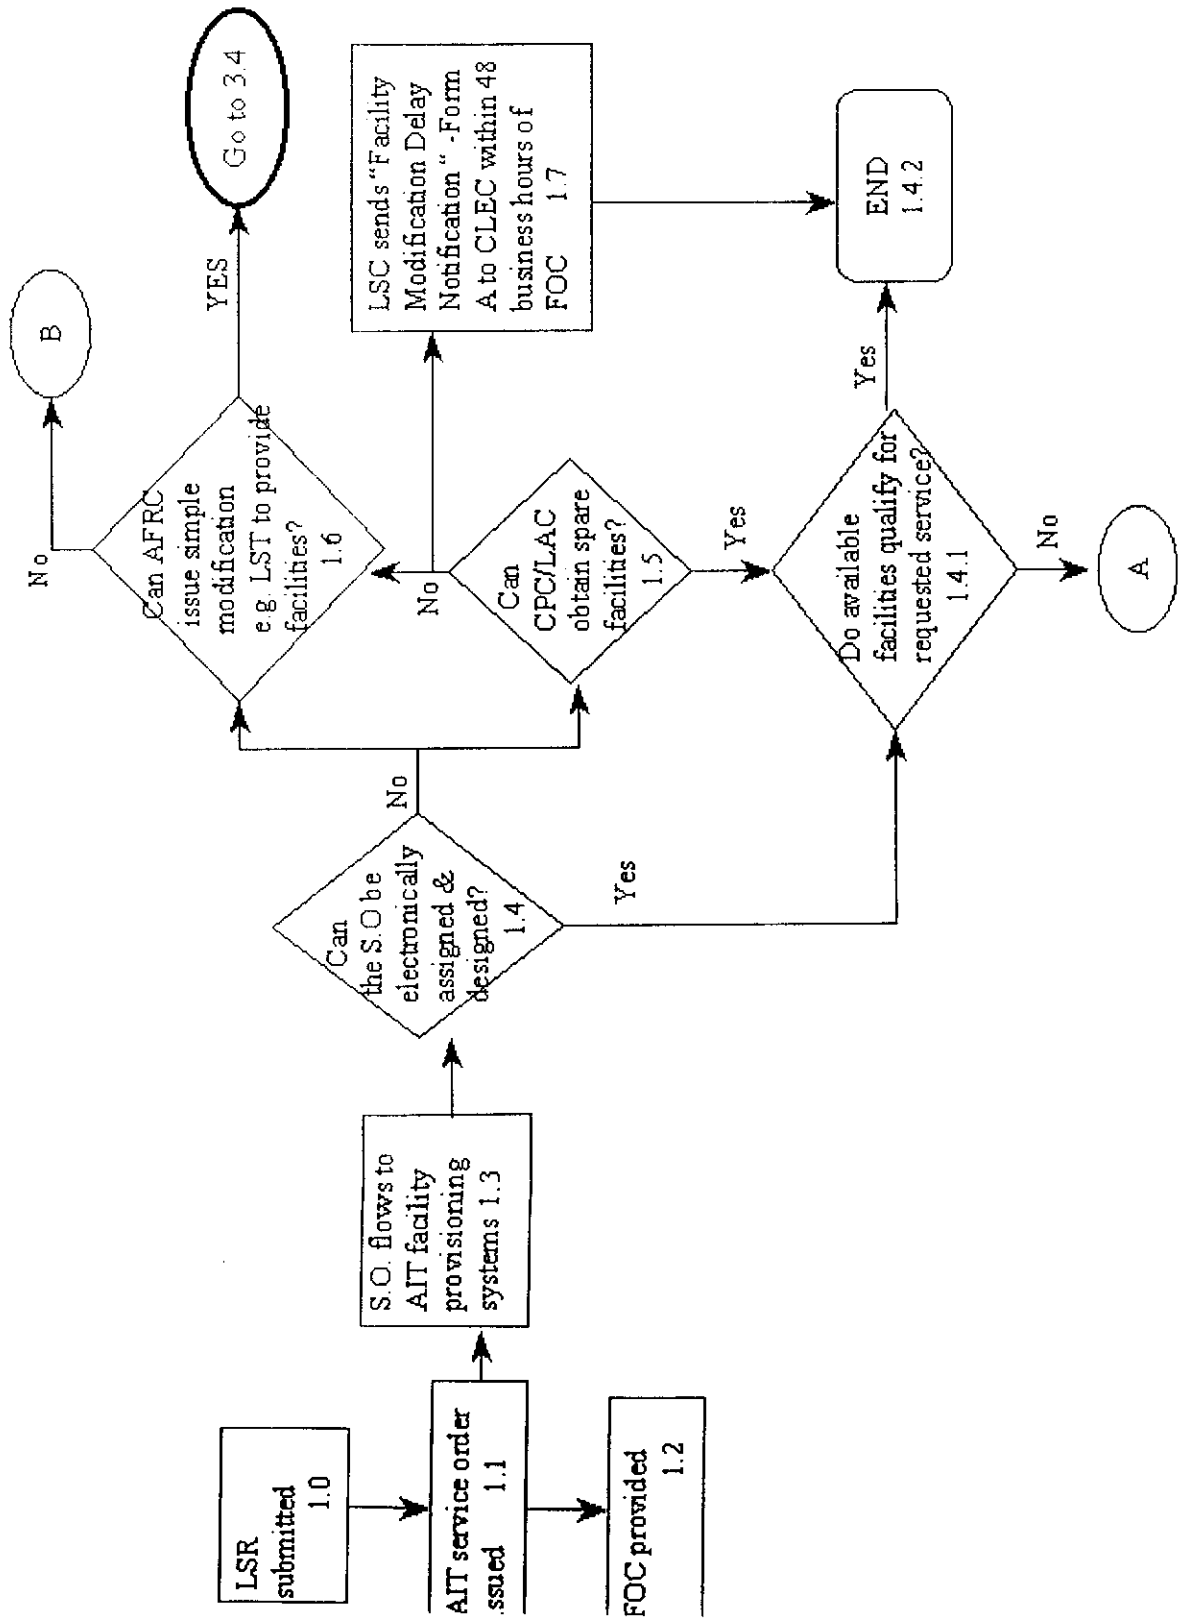 LSR
submitted
1.0
AIT service order
.ssued 1.1
FOC provided
1.2
S.O. flows to
AIT facility
provisioning
systems 1.3
Can
the S.O be
electronically
assigned &
designed?
1.4
No
Yes
Can AFRC
issue simple
modification
e.g. LST to provide
facilities?
1.6
No
B
YES
Go to 3.4
Can
CPC/LAC
obtain spare
facilities?
1.5
No
Yes
LSC sends "Facility
Modification Delay
Notification " -Form
A to CLEC within 48
business hours of
FOC 1.7
Do available
facilities qualify for
requested service?
1.4.1
Yes
No
END
1.4.2
A